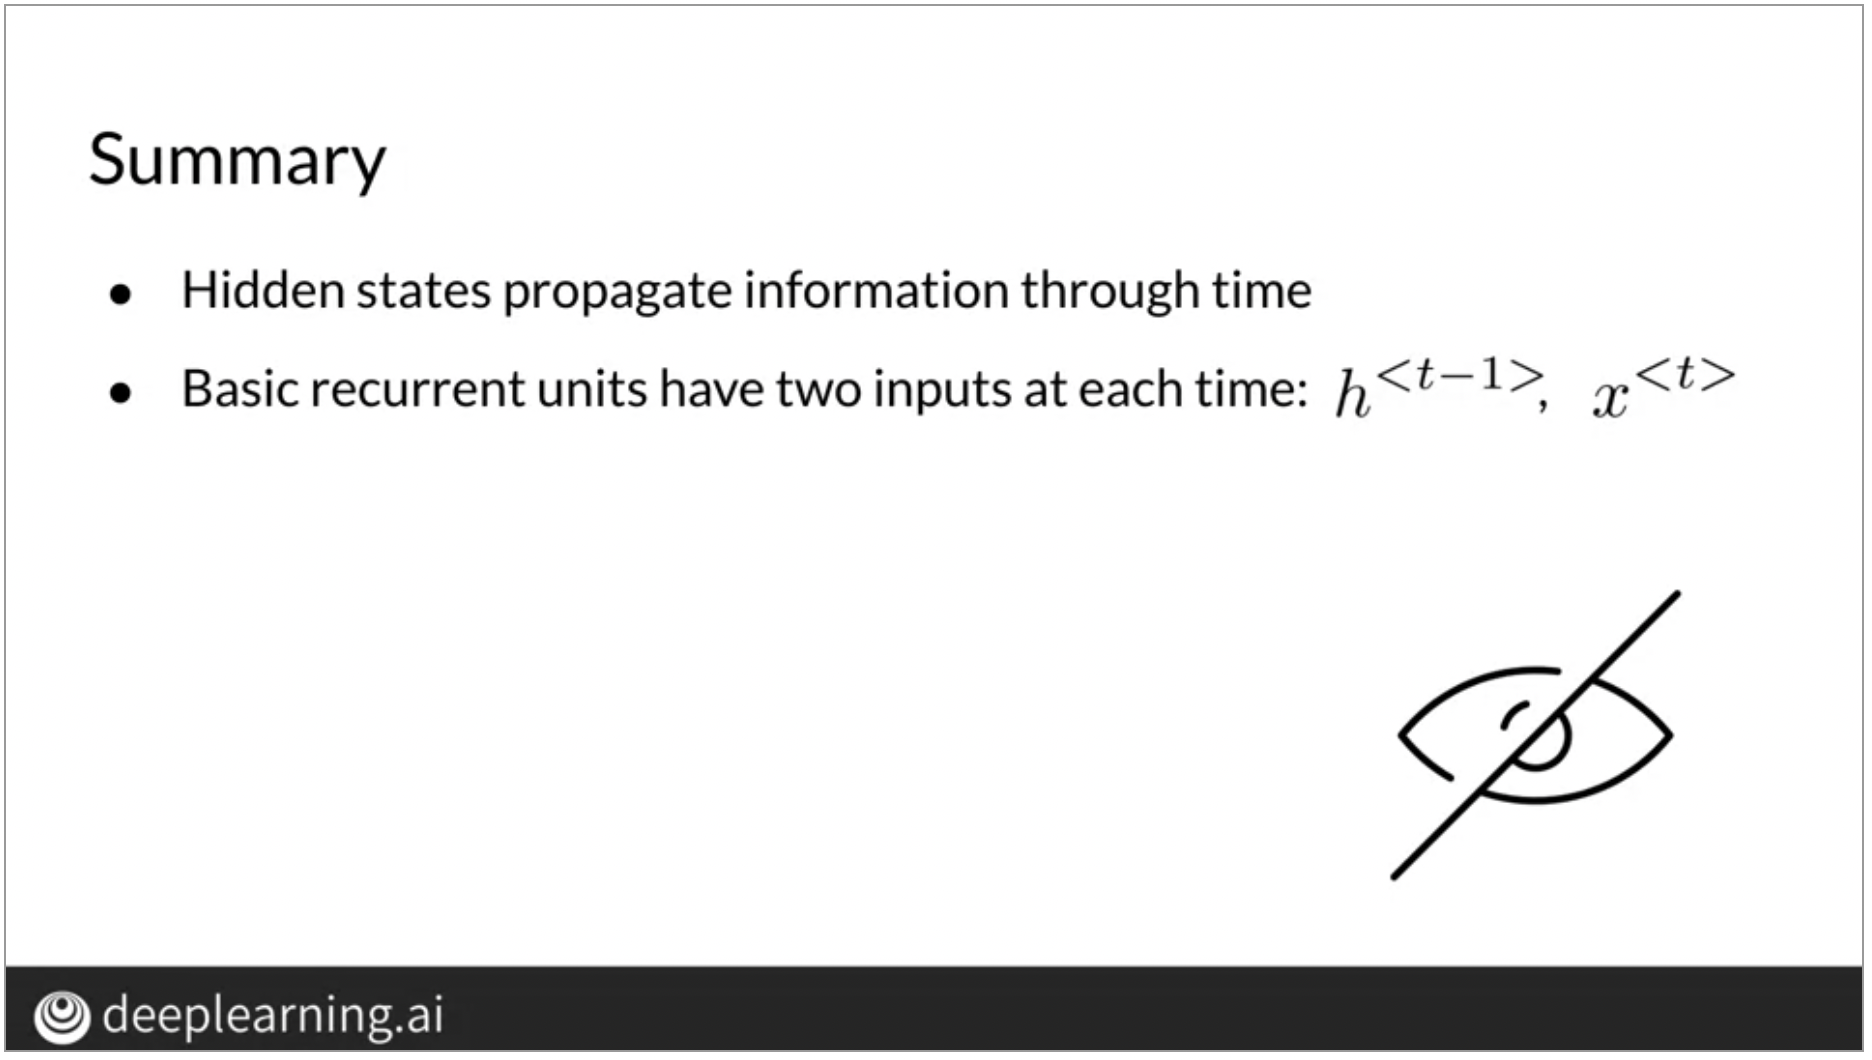 Summary
● Hidden states propagate information through time
● Basic recurrent units have two inputs at each time: h^{<t−1>}, x^{<t>}
deeplearning.ai